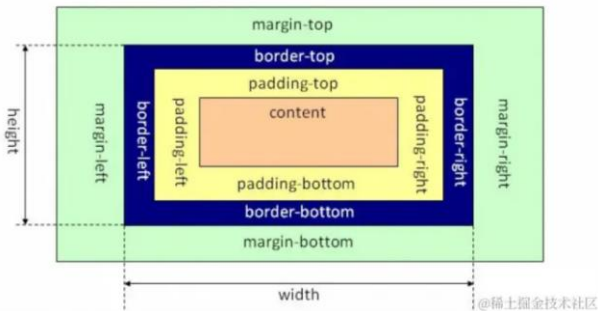 margin-top
border-top
padding-top
content
height
margin-left
border-left
padding-left
padding-right
border-right
margin-right
padding-bottom
border-bottom
margin-bottom
width
@稀土掘金技术社区